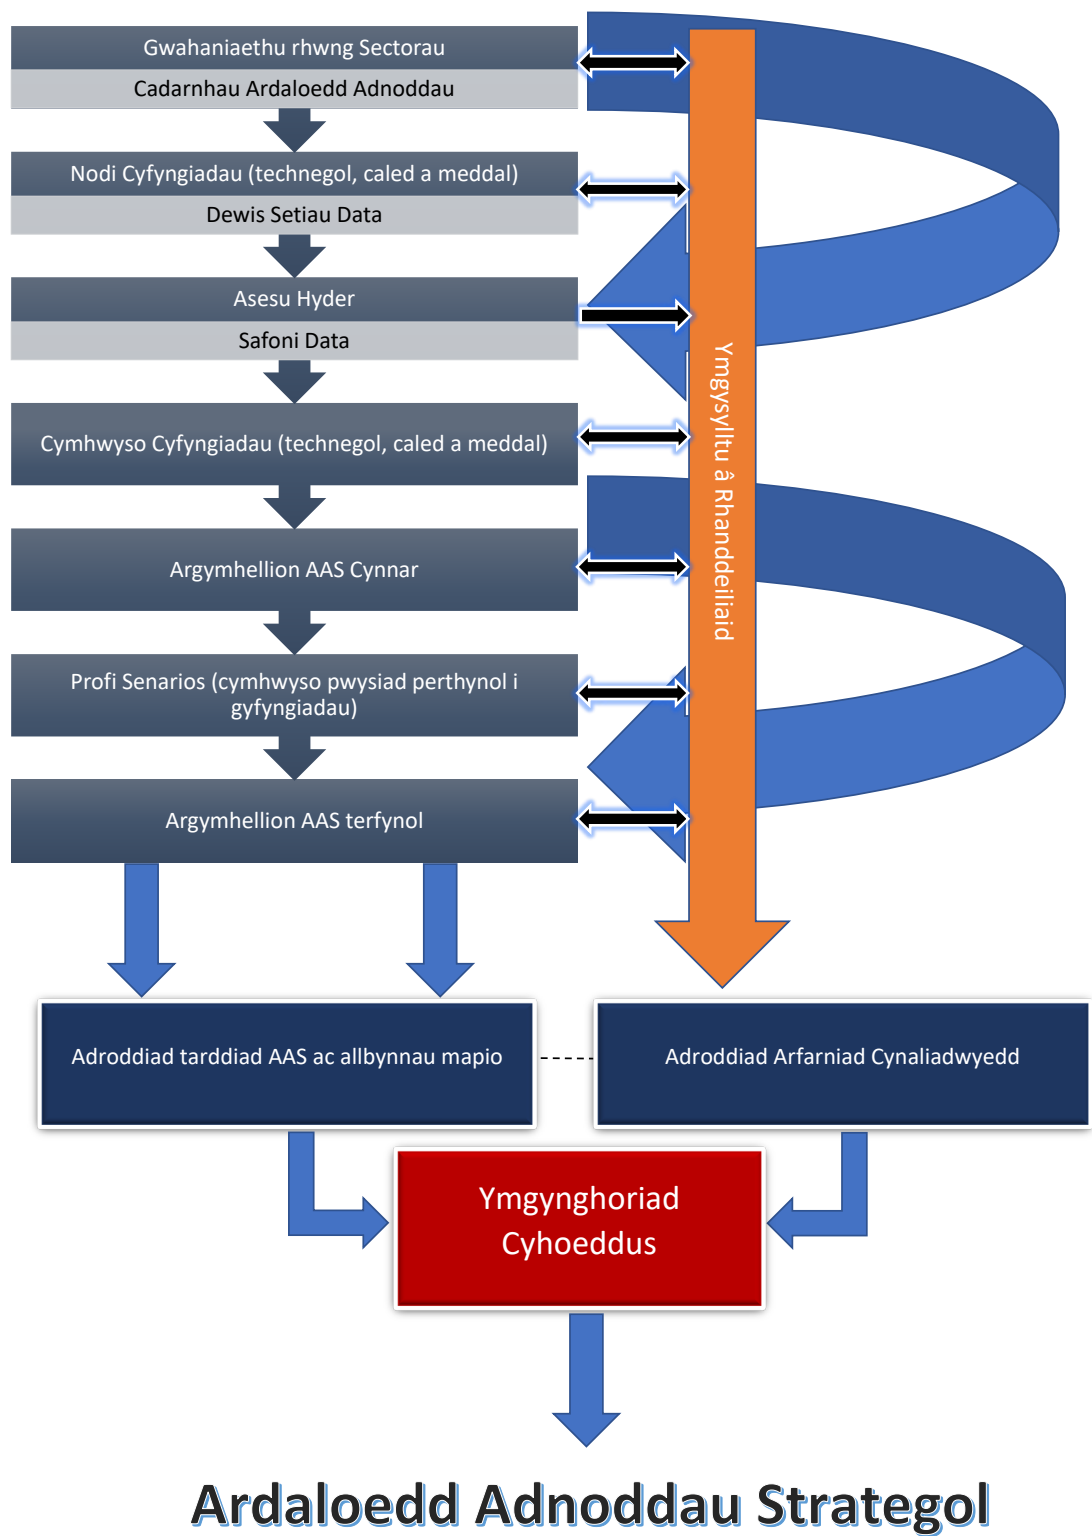 Gwahaniaethu rhwng Sectorau
Cadarnhau Ardaloedd Adnoddau
Nodi Cyfyngiadau (technegol, caled a meddal)
Dewis Setiau Data
Asesu Hyder
Safoni Data
Cymhwyso Cyfyngiadau (technegol, caled a meddal)
Argymhellion AAS Cynnar
Profi Senarios (cymhwyso pwysiad perthynol i
gyfyngiadau)
Argymhellion AAS terfynol
Ymgysylltu â Rhanddeiliaid
Adroddiad tarddiad AAS ac allbynnau mapio
Adroddiad Arfarniad Cynaliadwyedd
Ymgynghoriad
Cyhoeddus
Ardaloedd Adnoddau Strategol